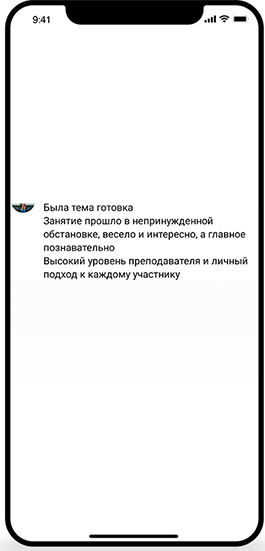 9:41
Была тема готовка
Занятие прошло в непринужденной
обстановке, весело и интересно, а главное
познавательно
Высокий уровень преподавателя и личный
подход к каждому участнику